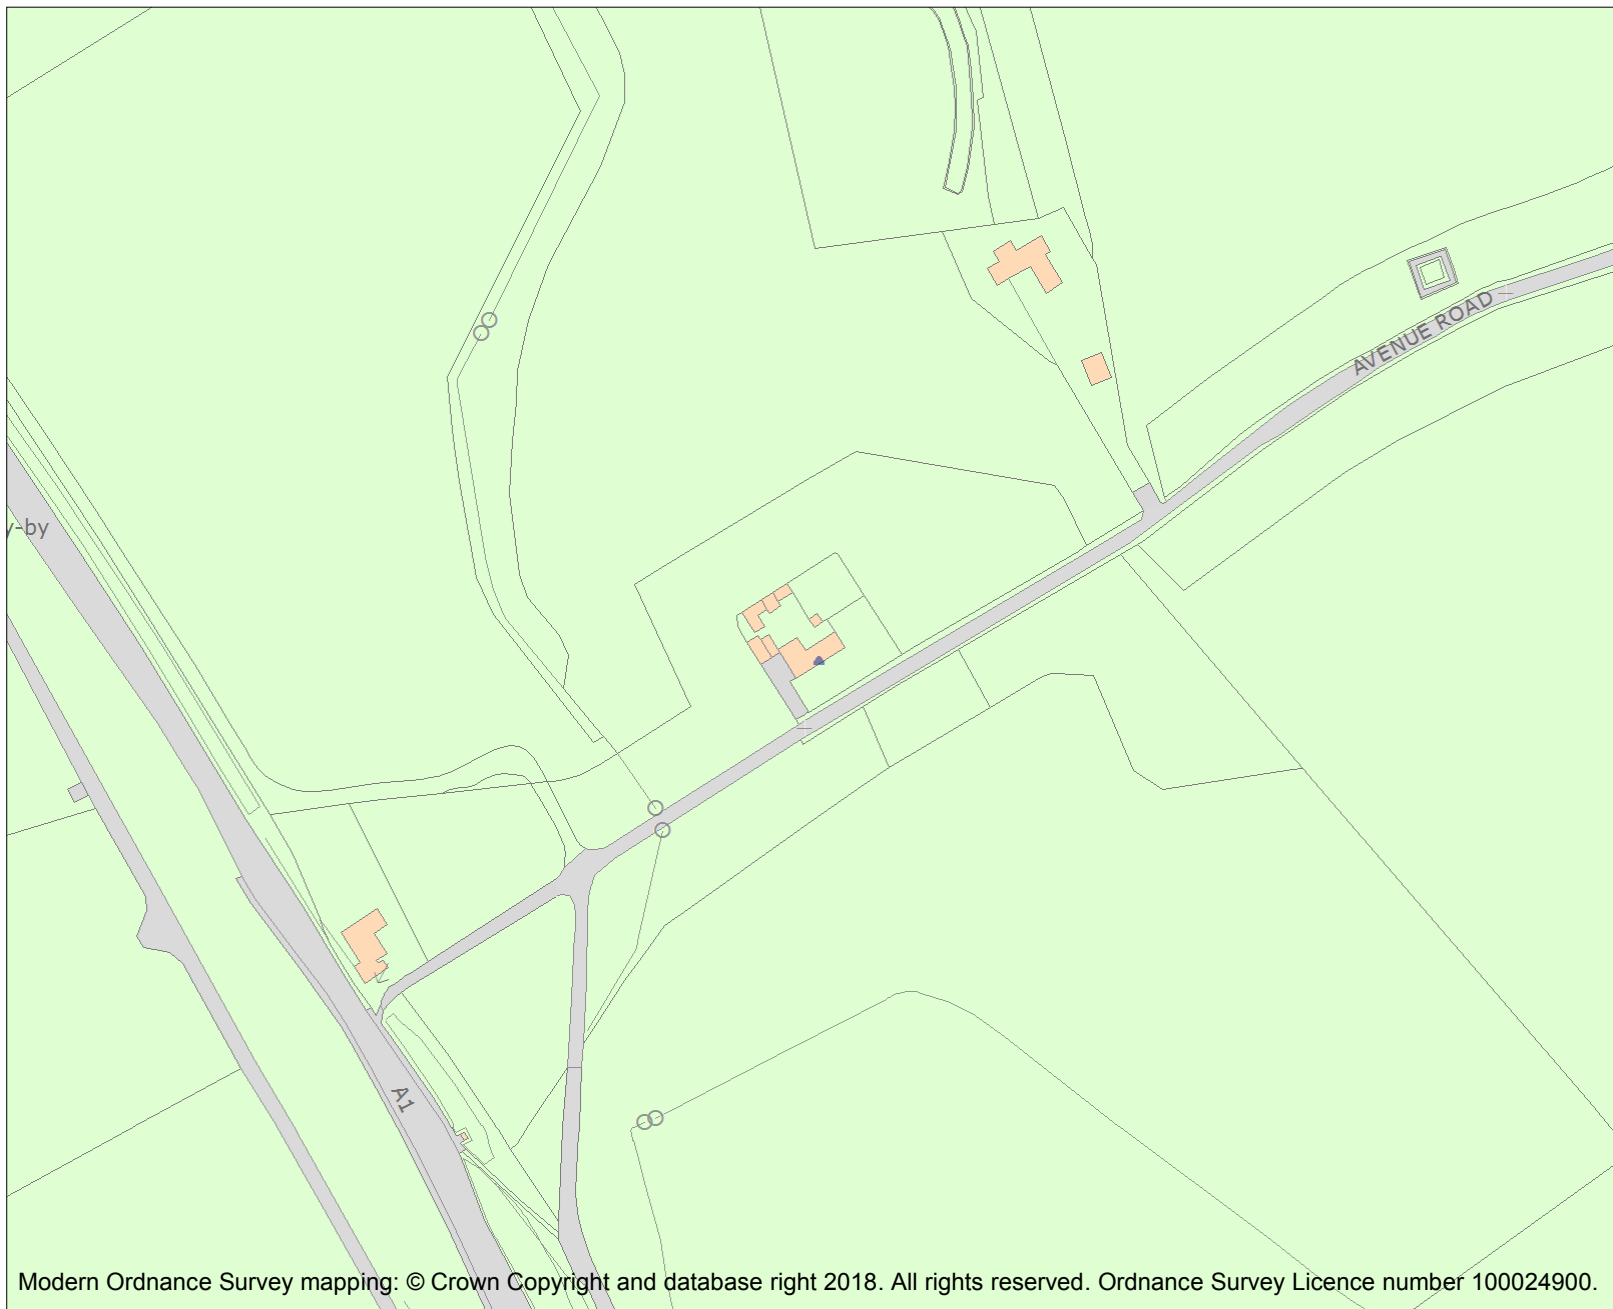 AVENUE ROAD
y-by
A1
Modern Ordnance Survey mapping: © Crown Copyright and database right 2018. All rights reserved. Ordnance Survey Licence number 100024900.